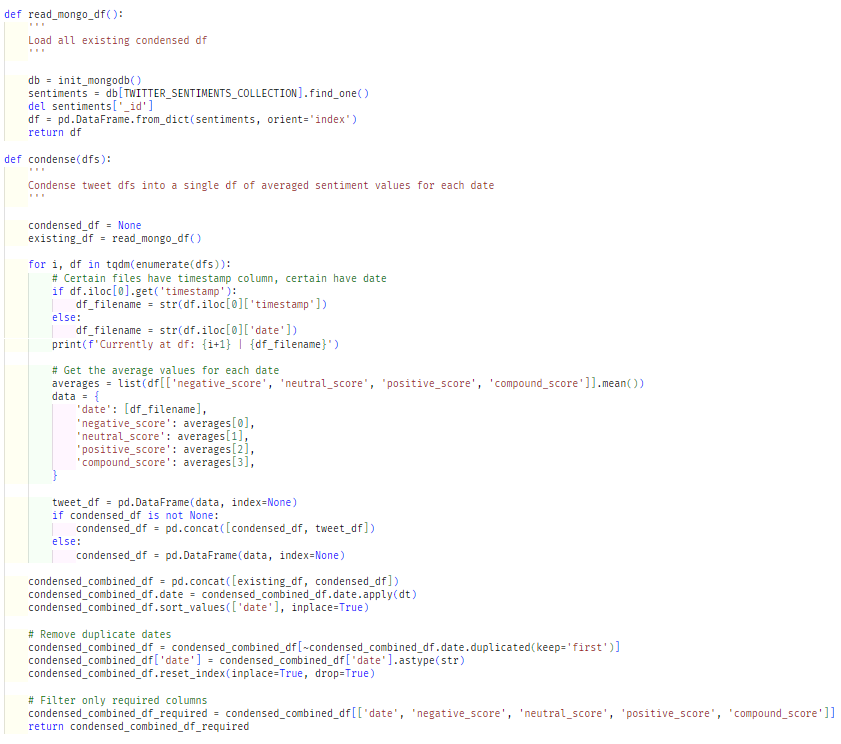 def read_mongo_df():
    '''
    Load all existing condensed df
    '''

    db = init_mongodb()
    sentiments = db[TWITTER_SENTIMENTS_COLLECTION].find_one()
    del sentiments['_id']
    df = pd.DataFrame.from_dict(sentiments, orient='index')
    return df

def condense(dfs):
    '''
    Condense tweet dfs into a single df of averaged sentiment values for each date
    '''

    condensed_df = None
    existing_df = read_mongo_df()

    for i, df in tqdm(enumerate(dfs)):
        # Certain files have timestamp column, certain have date
        if df.iloc[0].get('timestamp'):
            df_filename = str(df.iloc[0]['timestamp'])
        else:
            df_filename = str(df.iloc[0]['date'])
        print(f'Currently at df: {i+1} | {df_filename}')

        # Get the average values for each date
        averages = list(df[['negative_score', 'neutral_score', 'positive_score', 'compound_score']].mean())
        data = {
            'date': [df_filename],
            'negative_score': averages[0],
            'neutral_score': averages[1],
            'positive_score': averages[2],
            'compound_score': averages[3],
        }

        tweet_df = pd.DataFrame(data, index=None)
        if condensed_df is not None:
            condensed_df = pd.concat([condensed_df, tweet_df])
        else:
            condensed_df = pd.DataFrame(data, index=None)

    condensed_combined_df = pd.concat([existing_df, condensed_df])
    condensed_combined_df.date = condensed_combined_df.date.apply(dt)
    condensed_combined_df.sort_values(['date'], inplace=True)

    # Remove duplicate dates
    condensed_combined_df = condensed_combined_df[~condensed_combined_df.date.duplicated(keep='first')]
    condensed_combined_df['date'] = condensed_combined_df['date'].astype(str)
    condensed_combined_df.reset_index(inplace=True, drop=True)

    # Filter only required columns
    condensed_combined_df_required = condensed_combined_df[['date', 'negative_score', 'neutral_score', 'positive_score', 'compound_score']]
    return condensed_combined_df_required